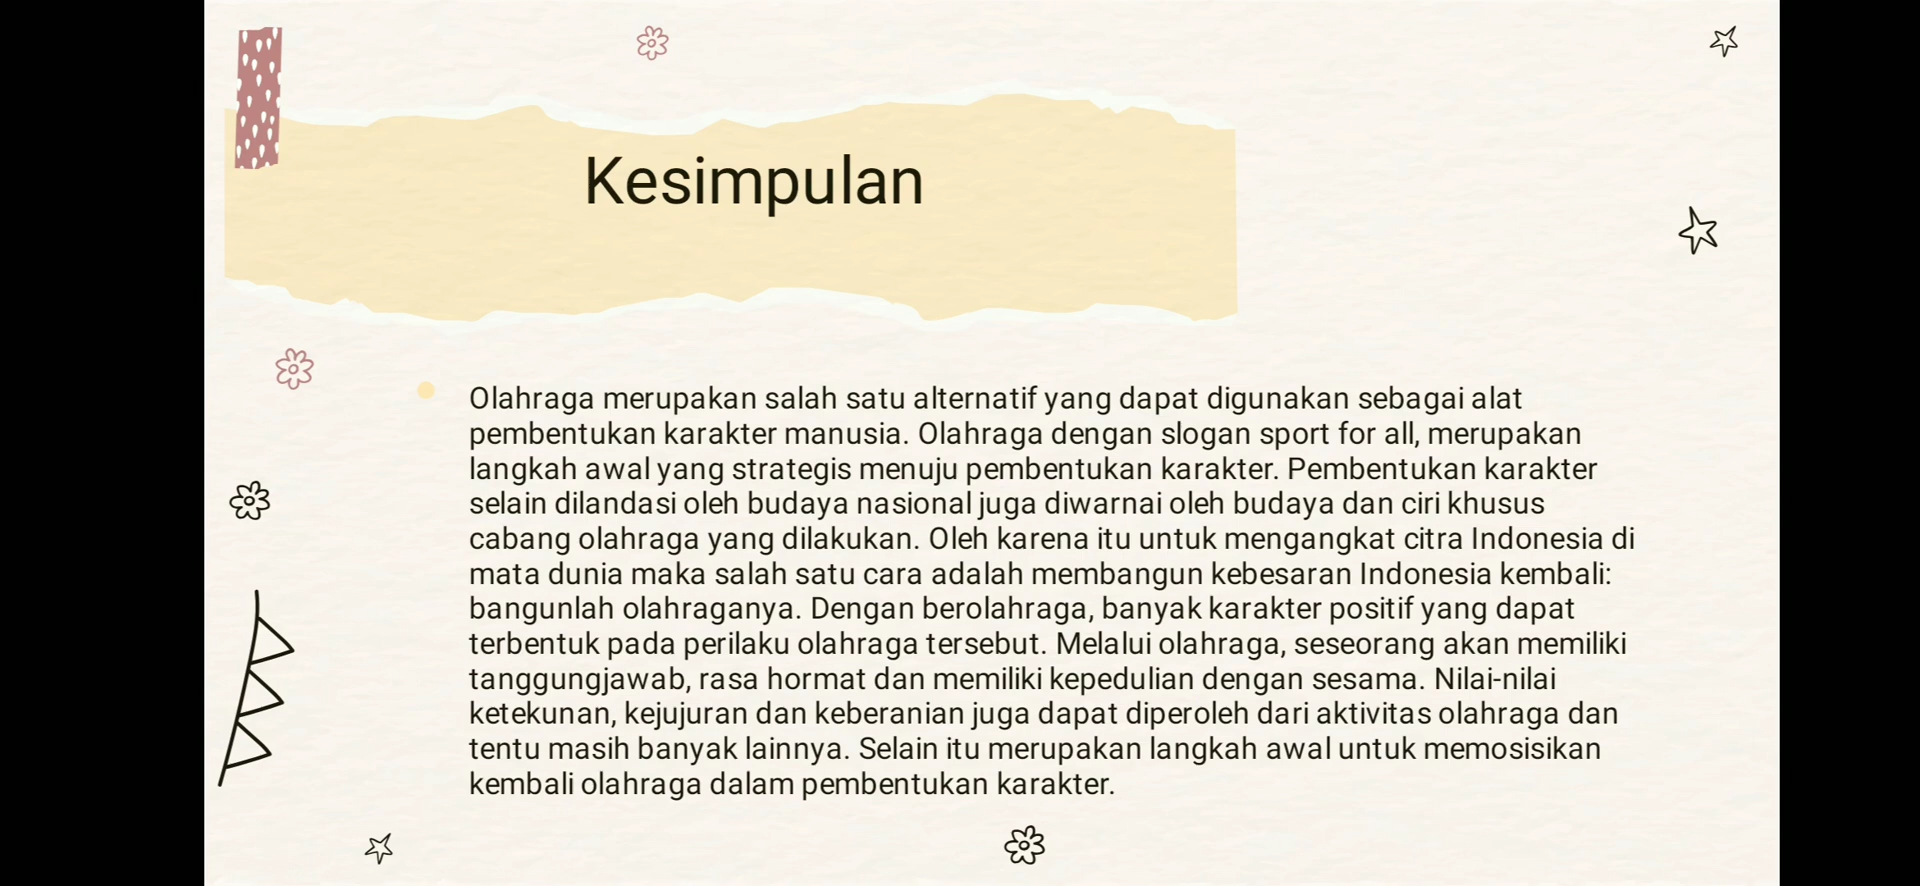 Kesimpulan
Olahraga merupakan salah satu alternatif yang dapat digunakan sebagai alat
pembentukan karakter manusia. Olahraga dengan slogan sport for all, merupakan
langkah awal yang strategis menuju pembentukan karakter. Pembentukan karakter
selain dilandasi oleh budaya nasional juga diwarnai oleh budaya dan ciri khusus
cabang olahraga yang dilakukan. Oleh karena itu untuk mengangkat citra Indonesia di
mata dunia maka salah satu cara adalah membangun kebesaran Indonesia kembali:
bangunlah olahraganya. Dengan berolahraga, banyak karakter positif yang dapat
terbentuk pada perilaku olahraga tersebut. Melalui olahraga, seseorang akan memiliki
tanggungjawab, rasa hormat dan memiliki kepedulian dengan sesama. Nilai-nilai
ketekunan, kejujuran dan keberanian juga dapat diperoleh dari aktivitas olahraga dan
tentu masih banyak lainnya. Selain itu merupakan langkah awal untuk memosisikan
kembali olahraga dalam pembentukan karakter.